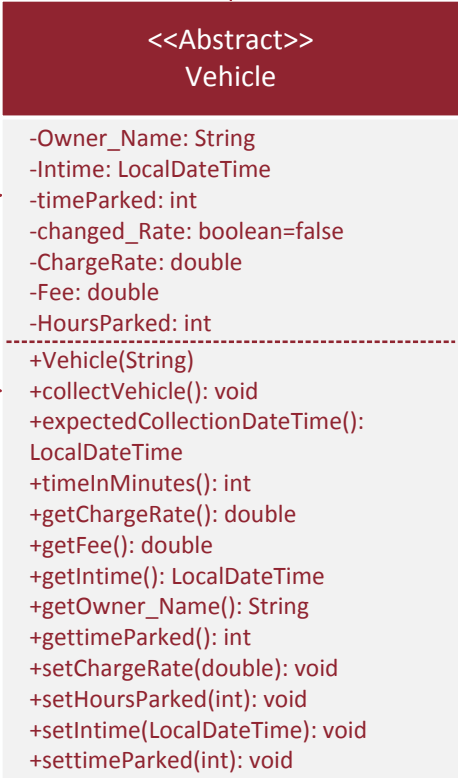 <<Abstract>>
Vehicle
-Owner_Name: String
-Intime: LocalDateTime
-timeParked: int
-changed_Rate: boolean=false
-ChargeRate: double
-Fee: double
-HoursParked: int
+Vehicle(String)
+collectVehicle(): void
+expectedCollectionDateTime():
LocalDateTime
+timeInMinutes(): int
+getChargeRate(): double
+getFee(): double
+getIntime(): LocalDateTime
+getOwner_Name(): String
+gettimeParked(): int
+setChargeRate(double): void
+setHoursParked(int): void
+setIntime(LocalDateTime): void
+settimeParked(int): void